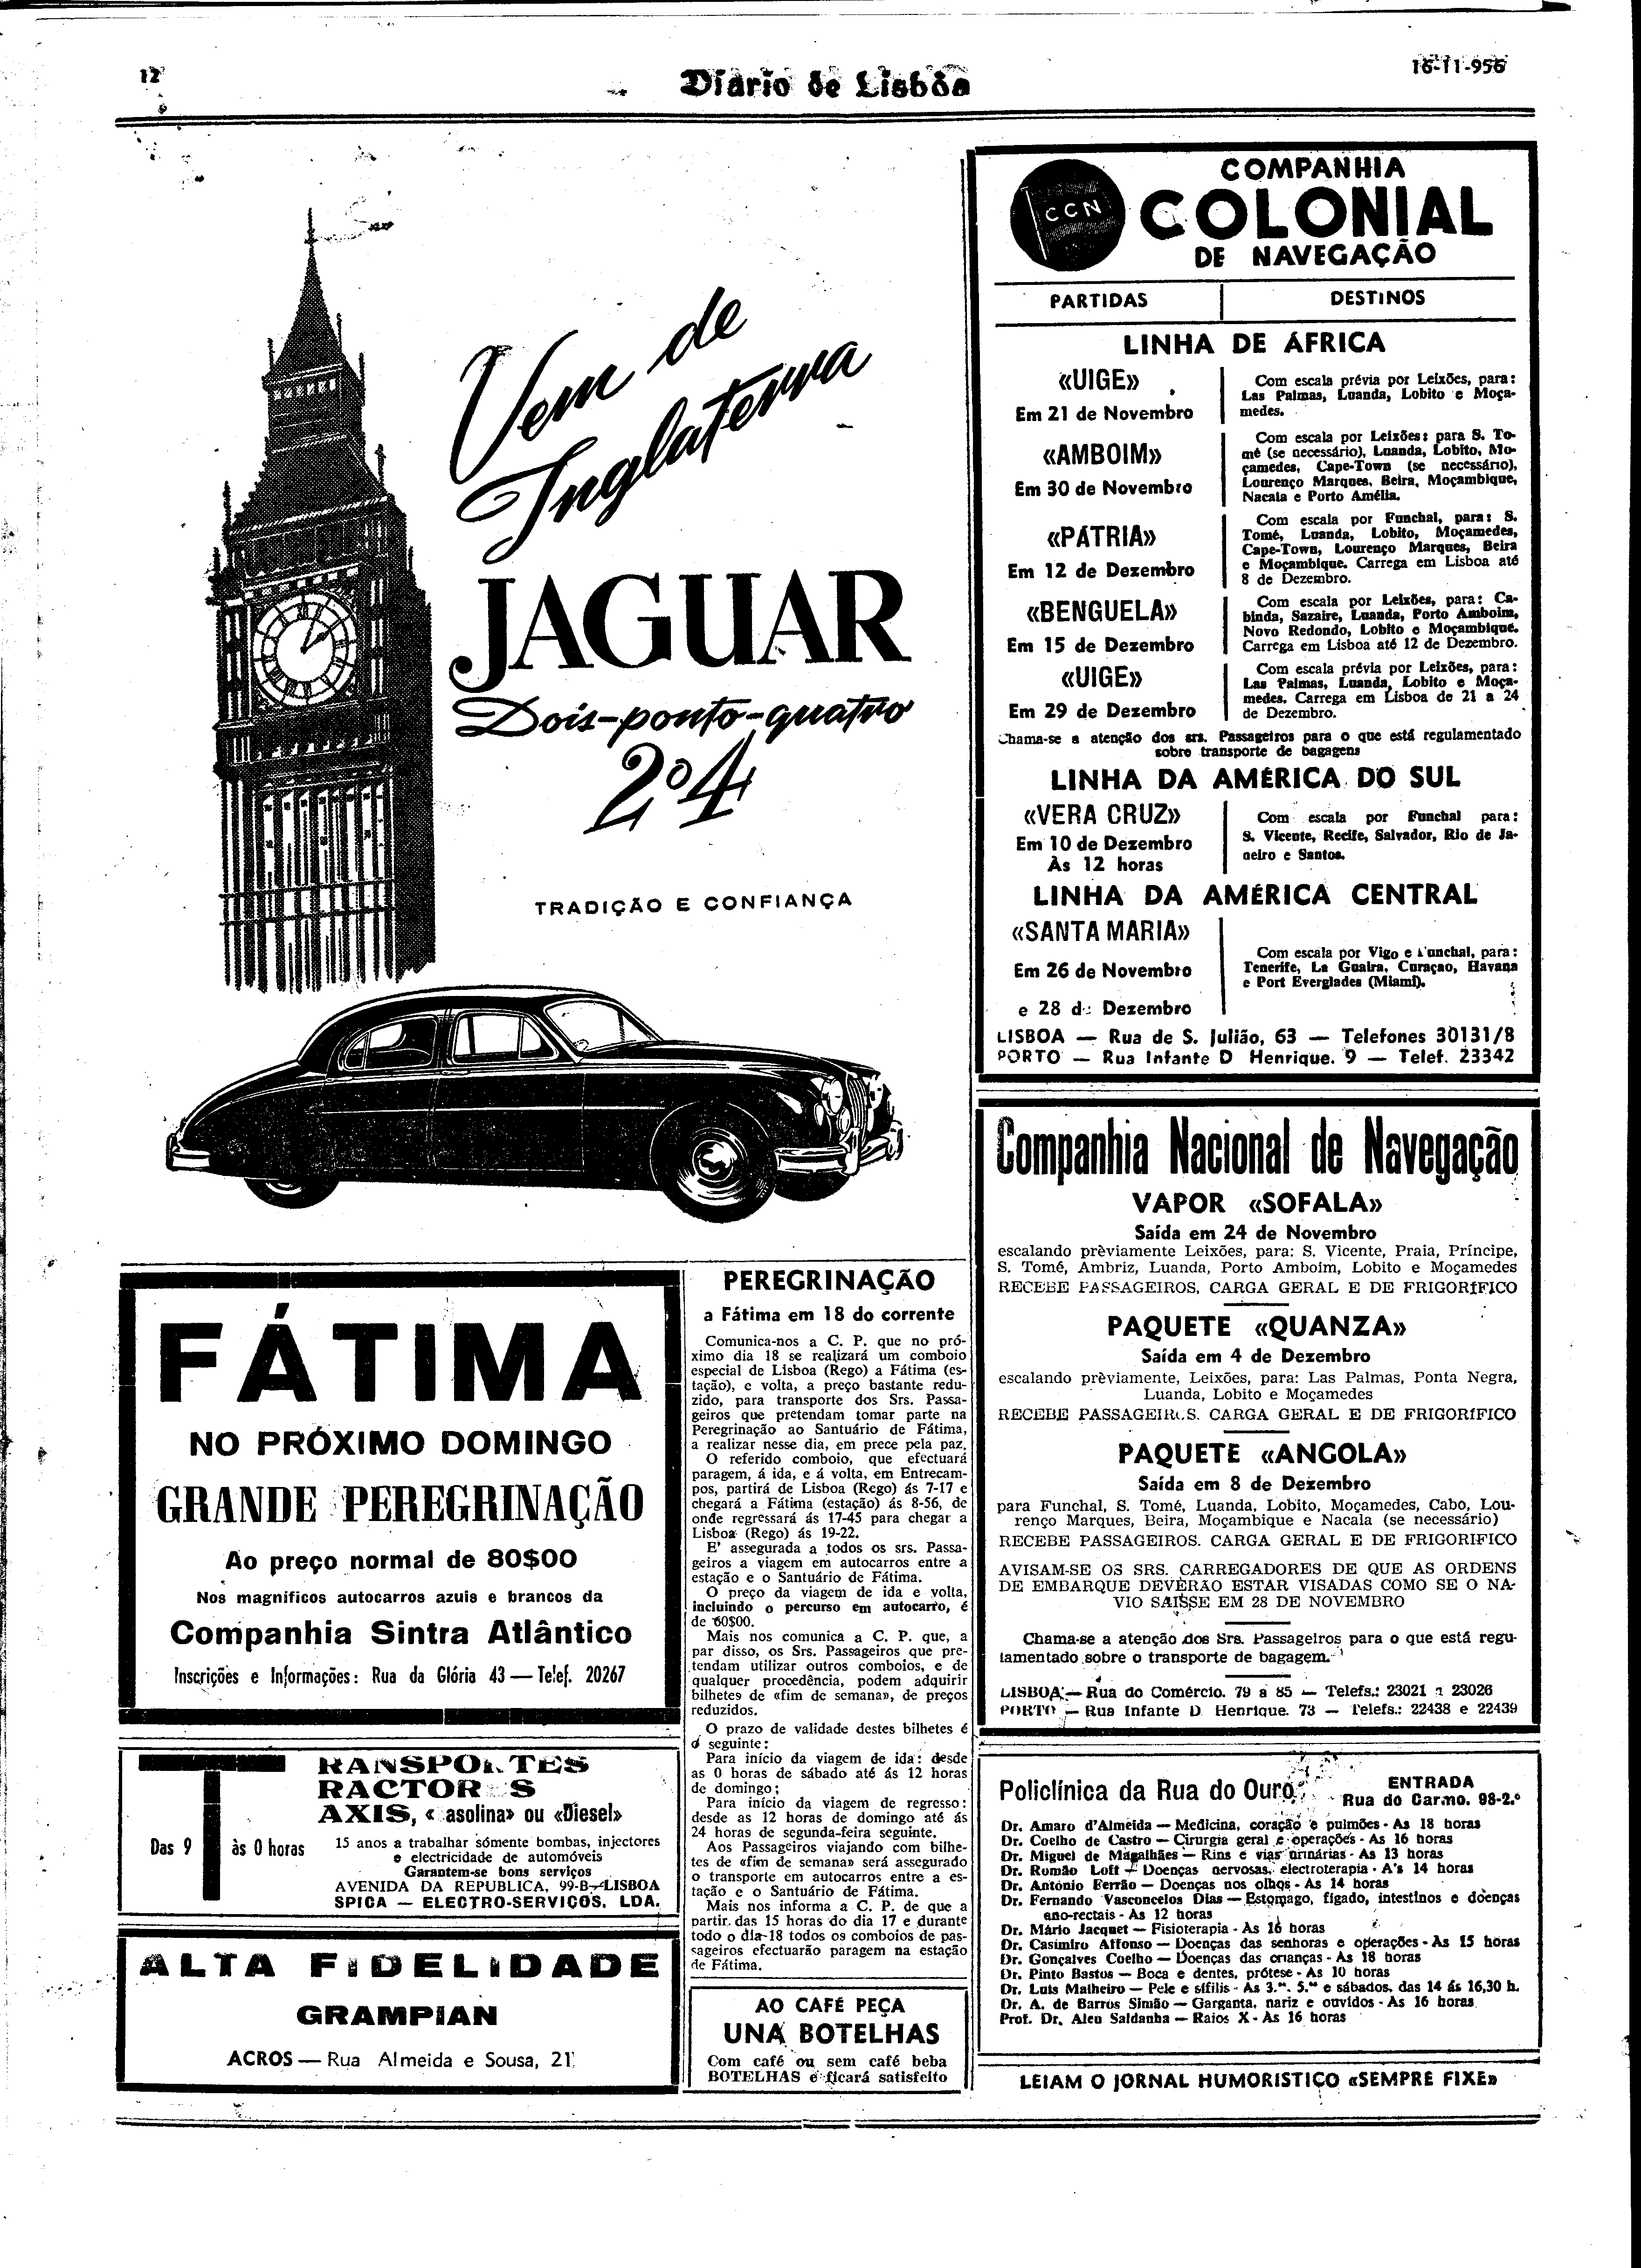 12
Diário de Lisbôa
16-11-956
Vem de
Inglaterra
JAGUAR
Dois-ponto-quatro
2º4
TRADIÇÃO E CONFIANÇA
FÁTIMA
NO PRÓXIMO DOMINGO
GRANDE PEREGRINAÇÃO
Ao preço normal de 80$00
Nos magníficos autocarros azuis e brancos da
Companhia Sintra Atlântico
Inscrições e Informações: Rua da Glória 43 — Telef. 20267
TRANSPORTES
RACTORES
AXIS, «asolina» ou «Diesel»
Das 9 às 0 horas
15 anos a trabalhar sómente bombas, injectores
e electricidade de automóveis
Garantem-se bons serviços
AVENIDA DA REPUBLICA, 99-B — LISBOA
SPICA — ELECTRO-SERVIÇOS, LDA.
ALTA FIDELIDADE
GRAMPIAN
ACROS — Rua Almeida e Sousa, 21
PEREGRINAÇÃO
a Fátima em 18 do corrente
Comunica-nos a C. P. que no pró-
ximo dia 18 se realizará um comboio
especial de Lisboa (Rego) a Fátima (es-
tação), e volta, a preço bastante redu-
zido, para transporte dos Srs. Passa-
geiros que pretendam tomar parte na
Peregrinação ao Santuário de Fátima,
a realizar nesse dia, em prece pela paz.
O referido comboio, que efectuará
paragem, á ida, e á volta, em Entrecam-
pos, partirá de Lisboa (Rego) ás 7-17 e
chegará a Fátima (estação) ás 8-56, de
onde regressará ás 17-45 para chegar a
Lisboa (Rego) ás 19-22.
E' assegurada a todos os srs. Passa-
geiros a viagem em autocarros entre a
estação e o Santuário de Fátima.
O preço da viagem de ida e volta,
incluindo o percurso em autocarro, é
de 60$00.
Mais nos comunica a C. P. que, a
par disso, os Srs. Passageiros que pre-
tendam utilizar outros comboios, e de
qualquer procedência, podem adquirir
bilhetes de «fim de semana», de preços
reduzidos.
O prazo de validade destes bilhetes é
o seguinte:
Para início da viagem de ida: desde
as 0 horas de sábado até ás 12 horas
de domingo;
Para início da viagem de regresso:
desde as 12 horas de domingo até ás
24 horas de segunda-feira seguinte.
Aos Passageiros viajando com bilhe-
tes de «fim de semana» será assegurado
o transporte em autocarros entre a es-
tação e o Santuário de Fátima.
Mais nos informa a C. P. de que a
partir das 15 horas do dia 17 e durante
todo o dia 18 todos os comboios de pas-
sageiros efectuarão paragem na estação
de Fátima.
AO CAFÉ PEÇA
UNA BOTELHAS
Com café ou sem café beba
BOTELHAS e ficará satisfeito
CCN
COMPANHIA
COLONIAL
DE NAVEGAÇÃO
PARTIDAS
DESTINOS
LINHA DE ÁFRICA
«UIGE»
Em 21 de Novembro
Com escala prévia por Leixões, para:
Las Palmas, Luanda, Lobito e Moça-
medes.
«AMBOIM»
Em 30 de Novembro
Com escala por Leixões: para S. To-
mé (se necessário), Luanda, Lobito, Mo-
çamedes, Cape-Town (se necessário),
Lourenço Marques, Beira, Moçambique,
Nacala e Porto Amélia.
«PÁTRIA»
Em 12 de Dezembro
Com escala por Funchal, para: S.
Tomé, Luanda, Lobito, Moçamedes,
Cape-Town, Lourenço Marques, Beira
e Moçambique. Carrega em Lisboa até
8 de Dezembro.
«BENGUELA»
Em 15 de Dezembro
Com escala por Leixões, para: Ca-
binda, Sazaire, Luanda, Porto Amboim,
Novo Redondo, Lobito e Moçambique.
Carrega em Lisboa até 12 de Dezembro.
«UIGE»
Em 29 de Dezembro
Com escala prévia por Leixões, para:
Las Palmas, Luanda, Lobito e Moça-
medes. Carrega em Lisboa de 21 a 24
de Dezembro.
Chama-se a atenção dos srs. Passageiros para o que está regulamentado
sobre transporte de bagagens
LINHA DA AMÉRICA DO SUL
«VERA CRUZ»
Em 10 de Dezembro
Às 12 horas
Com escala por Funchal para:
S. Vicente, Recife, Salvador, Rio de Ja-
neiro e Santos.
LINHA DA AMÉRICA CENTRAL
«SANTA MARIA»
Em 26 de Novembro
e 28 de Dezembro
Com escala por Vigo e Funchal, para:
Tenerife, La Guaira, Curaçao, Havana
e Port Everglades (Miami).
LISBOA — Rua de S. Julião, 63 — Telefones 30131/8
PORTO — Rua Infante D Henrique. 9 — Telef. 23342
Companhia Nacional de Navegação
VAPOR «SOFALA»
Saída em 24 de Novembro
escalando prèviamente Leixões, para: S. Vicente, Praia, Príncipe,
S. Tomé, Ambriz, Luanda, Porto Amboim, Lobito e Moçamedes
RECEBE PASSAGEIROS, CARGA GERAL E DE FRIGORÍFICO
PAQUETE «QUANZA»
Saída em 4 de Dezembro
escalando prèviamente, Leixões, para: Las Palmas, Ponta Negra,
Luanda, Lobito e Moçamedes
RECEBE PASSAGEIROS. CARGA GERAL E DE FRIGORÍFICO
PAQUETE «ANGOLA»
Saída em 8 de Dezembro
para Funchal, S. Tomé, Luanda, Lobito, Moçamedes, Cabo, Lou-
renço Marques, Beira, Moçambique e Nacala (se necessário)
RECEBE PASSAGEIROS. CARGA GERAL E DE FRIGORIFICO
AVISAM-SE OS SRS. CARREGADORES DE QUE AS ORDENS
DE EMBARQUE DEVERÃO ESTAR VISADAS COMO SE O NA-
VIO SAÍSSE EM 28 DE NOVEMBRO
Chama-se a atenção dos Srs. Passageiros para o que está regu-
lamentado sobre o transporte de bagagem.
LISBOA — Rua do Comércio. 79 a 85 — Telefs.: 23021 a 23026
PORTO — Rua Infante D Henrique. 73 — Telefs.: 22438 e 22439
Policlínica da Rua do Ouro
ENTRADA
Rua do Carmo. 98-2.º
Dr. Amaro d'Almeida — Medicina, coração e pulmões - As 18 horas
Dr. Coelho de Castro — Cirurgia geral e operações - As 16 horas
Dr. Miguel de Magalhães — Rins e vias urinárias - As 13 horas
Dr. Romão Loff — Doenças nervosas, electroterapia - A's 14 horas
Dr. António Ferrão — Doenças nos olhos - As 14 horas
Dr. Fernando Vasconcelos Dias — Estomago, fígado, intestinos e doenças
ano-rectais - As 12 horas
Dr. Mário Jacquet — Fisioterapia - As 16 horas
Dr. Casimiro Affonso — Doenças das senhoras e operações - As 15 horas
Dr. Gonçalves Coelho — Doenças das crianças - As 18 horas
Dr. Pinto Bastos — Boca e dentes, prótese - As 10 horas
Dr. Luis Malheiro — Pele e sífilis - As 3.as, 5.as e sábados, das 14 ás 16,30 h.
Dr. A. de Barros Simão — Garganta, nariz e ouvidos - As 16 horas
Prof. Dr. Aleu Saldanha — Raios X - As 16 horas
LEIAM O JORNAL HUMORISTICO «SEMPRE FIXE»